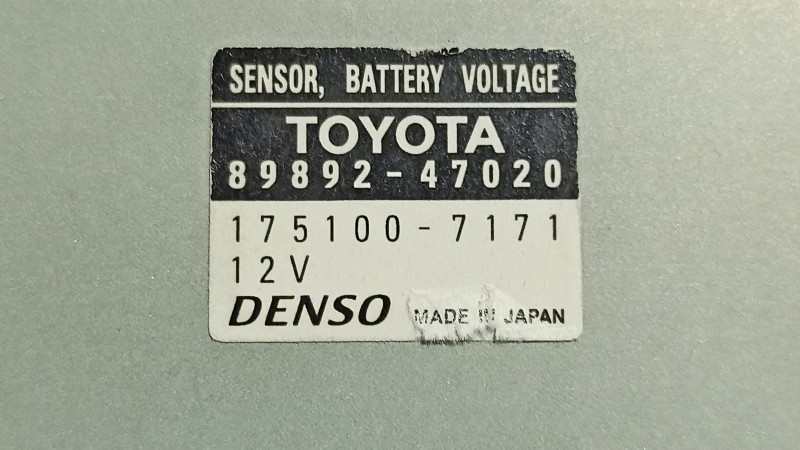 SENSOR, BATTERY VOLTAGE
TOYOTA
89892-47020
175100-7171
12V
DENSO MADE IN JAPAN